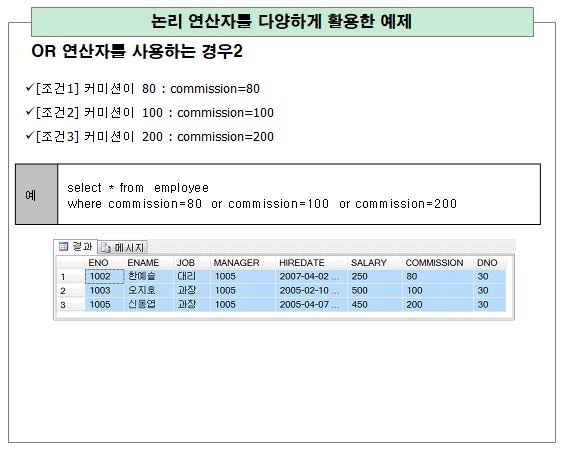 논리 연산자를 다양하게 활용한 예제
OR 연산자를 사용하는 경우2
✓[조건1] 커미션이 80 : commission=80
✓[조건2] 커미션이 100 : commission=100
✓[조건3] 커미션이 200 : commission=200
예
select * from employee
where commission=80 or commission=100 or commission=200
결과 메시지
ENO ENAME JOB MANAGER HIREDATE SALARY COMMISSION DNO
1 1002 한예슬 대리 1005 2007-04-02 ... 250 80 30
2 1003 오지호 과장 1005 2005-02-10 ... 500 100 30
3 1005 신동엽 과장 1005 2005-04-07 ... 450 200 30